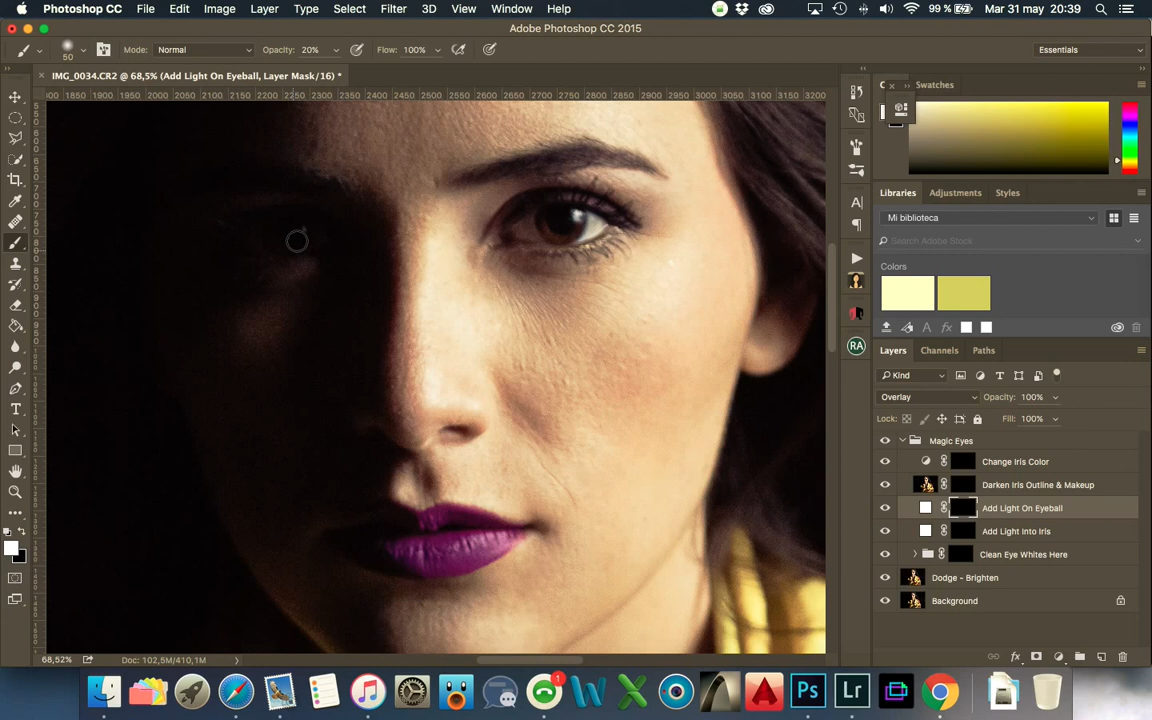 Photoshop CC File Edit Image Layer Type Select Filter 3D View Window Help 99 % Mar 31 may 20:39
Adobe Photoshop CC 2015
50 Mode: Normal Opacity: 20% Flow: 100% Essentials
IMG_0034.CR2 @ 68,5% (Add Light On Eyeball, Layer Mask/16) *
Swatches
1850 1900 1950 2000 2050 2100 2150 2200 2250 2300 2350 2400 2450 2500 2550 2600 2650 2700 2750 2800 2850 2900 2950 3000 3050 3100 3150 3200
Libraries Adjustments Styles
Mi biblioteca
Search Adobe Stock
Colors
RA
Layers Channels Paths
Kind
Overlay Opacity: 100%
Lock: Fill: 100%
Magic Eyes
Change Iris Color
Darken Iris Outline & Makeup
Add Light On Eyeball
Add Light Into Iris
Clean Eye Whites Here
Dodge - Brighten
Background
68,52% Doc: 102,5M/410,1M
1
Ps Lr